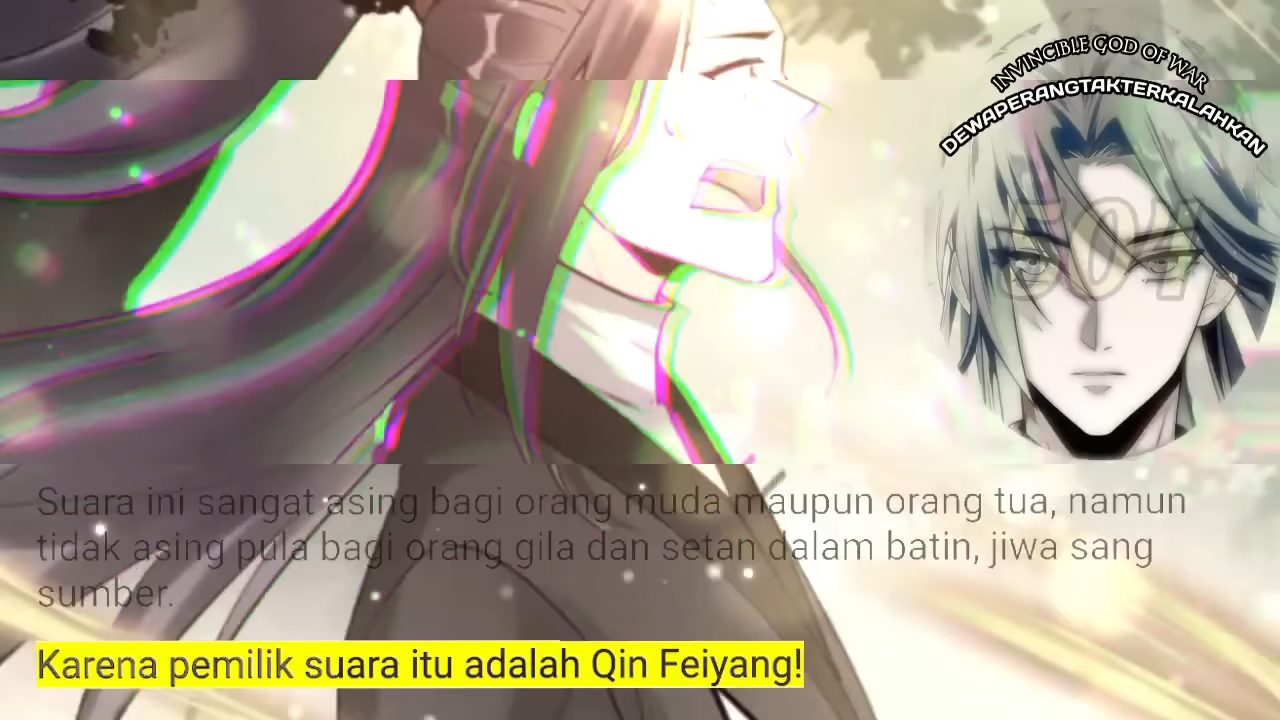 INVINCIBLE GOD OF WAR
DEWAPERANGTAKTERKALAHKAN
501
Suara ini sangat asing bagi orang muda maupun orang tua, namun
tidak asing pula bagi orang gila dan setan dalam batin, jiwa sang
sumber.
Karena pemilik suara itu adalah Qin Feiyang!